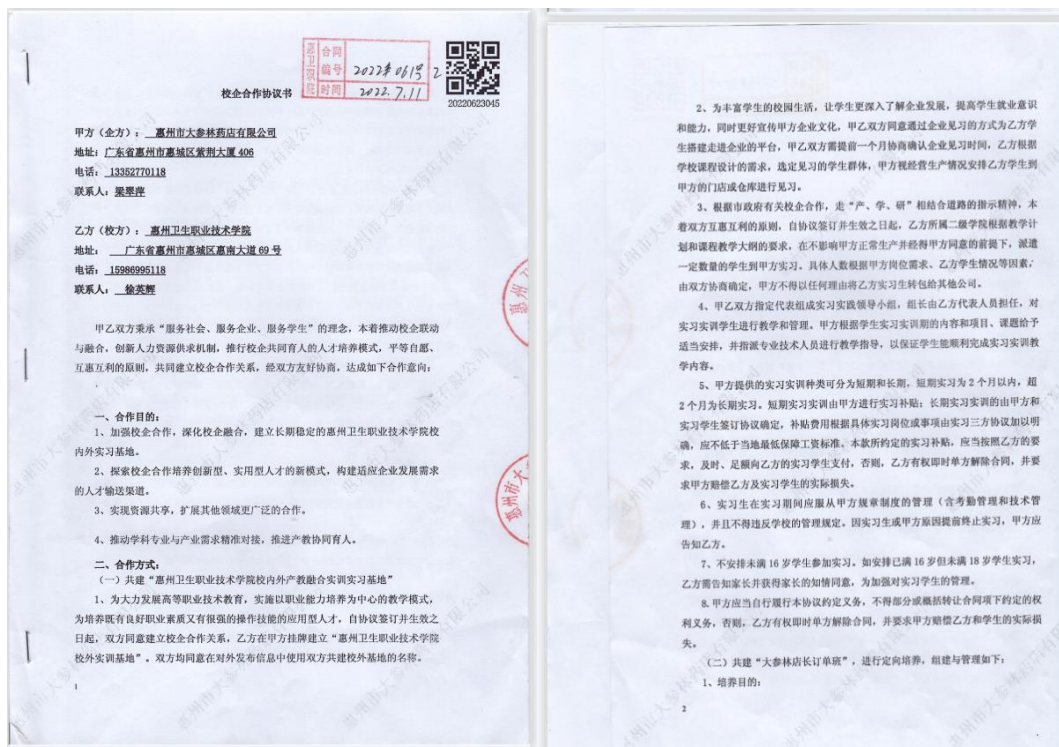 惠卫职院
合同编号
2022年061号
2
时间
2022.7.11
20220623045
校企合作协议书
甲方（企方）：惠州市大参林药店有限公司
地址：广东省惠州市惠城区紫荆大厦 406
电话：13352770118
联系人：梁翠萍
乙方（校方）：惠州卫生职业技术学院
地址：广东省惠州市惠城区惠南大道 69 号
电话：15986995118
联系人：徐英辉
甲乙双方秉承“服务社会、服务企业、服务学生”的理念，本着推动校企联动
与融合，创新人力资源供求机制，推行校企共同育人的人才培养模式，平等自愿、
互惠互利的原则，共同建立校企合作关系，经双方友好协商，达成如下合作意向：
一、合作目的：
1、加强校企合作，深化校企融合，建立长期稳定的惠州卫生职业技术学院校
内外实习基地。
2、探索校企合作培养创新型、实用型人才的新模式，构建适应企业发展需求
的人才输送渠道。
3、实现资源共享，扩展其他领域更广泛的合作。
4、推动学科专业与产业需求精准对接，推进产教协同育人。
二、合作方式：
（一）共建“惠州卫生职业技术学院校内外产教融合实训实习基地”
1、为大力发展高等职业技术教育，实施以职业能力培养为中心的教学模式，
为培养既有良好职业素质又有很强的操作技能的应用型人才，自协议签订并生效之
日起，双方同意建立校企合作关系，乙方在甲方挂牌建立“惠州卫生职业技术学院
校外实训基地”。双方均同意在对外发布信息中使用双方共建校外基地的名称。
1
惠州
惠州市大参
2、为丰富学生的校园生活，让学生更深入了解企业发展，提高学生就业意识
和能力，同时更好宣传甲方企业文化，甲乙双方同意通过企业见习的方式为乙方学
生搭建走进企业的平台，甲乙双方需提前一个月协商确认企业见习时间，乙方根据
学校课程设计的需求，选定见习的学生群体，甲方视经营生产情况安排乙方学生到
甲方的门店或仓库进行见习。
3、根据市政府有关校企合作，走“产、学、研”相结合道路的指示精神，本
着双方互惠互利的原则，自协议签订并生效之日起，乙方所属二级学院根据教学计
划和课程教学大纲的要求，在不影响甲方正常生产并经得甲方同意的前提下，派遣
一定数量的学生到甲方实习。具体人数根据甲方岗位需求、乙方学生情况等因素，
由双方协商确定，甲方不得以任何理由将乙方实习生转包给其他公司。
4、甲乙双方指定代表组成实习实践领导小组，组长由乙方代表人员担任，对
实习实训学生进行教学和管理。甲方根据学生实习实训期的内容和项目、课题给予
适当安排，并指派专业技术人员进行教学指导，以保证学生能顺利完成实习实训教
学内容。
5、甲方提供的实习实训种类可分为短期和长期，短期实习为 2 个月以内，超
2 个月为长期实习。短期实习实训由甲方进行实习补贴；长期实习实训的由甲方和
实习学生签订协议确定，补贴费用根据具体实习岗位或事项由实习三方协议加以明
确，应不低于当地最低保障工资标准。本款所约定的实习补贴，应当按照乙方的要
求，及时、足额向乙方的实习学生支付，否则，乙方有权即时单方解除合同，并要
求甲方赔偿乙方及实习学生的实际损失。
6、实习生在实习期间应服从甲方规章制度的管理（含考勤管理和技术管
理），并且不得违反学校的管理规定，因实习生或甲方原因提前终止实习，甲方应
告知乙方。
7、不安排未满 16 岁学生参加实习。如安排已满 16 岁但未满 18 岁学生实习，
乙方需告知家长并获得家长的知情同意，为加强对实习学生的管理。
8.甲方应当自行履行本协议约定义务，不得部分或概括转让合同项下约定的权
利义务，否则，乙方有权即时单方解除合同，并要求甲方赔偿乙方和学生的实际损
失。
（二）共建“大参林店长订单班”，进行定向培养，组建与管理如下：
1、培养目的：
2